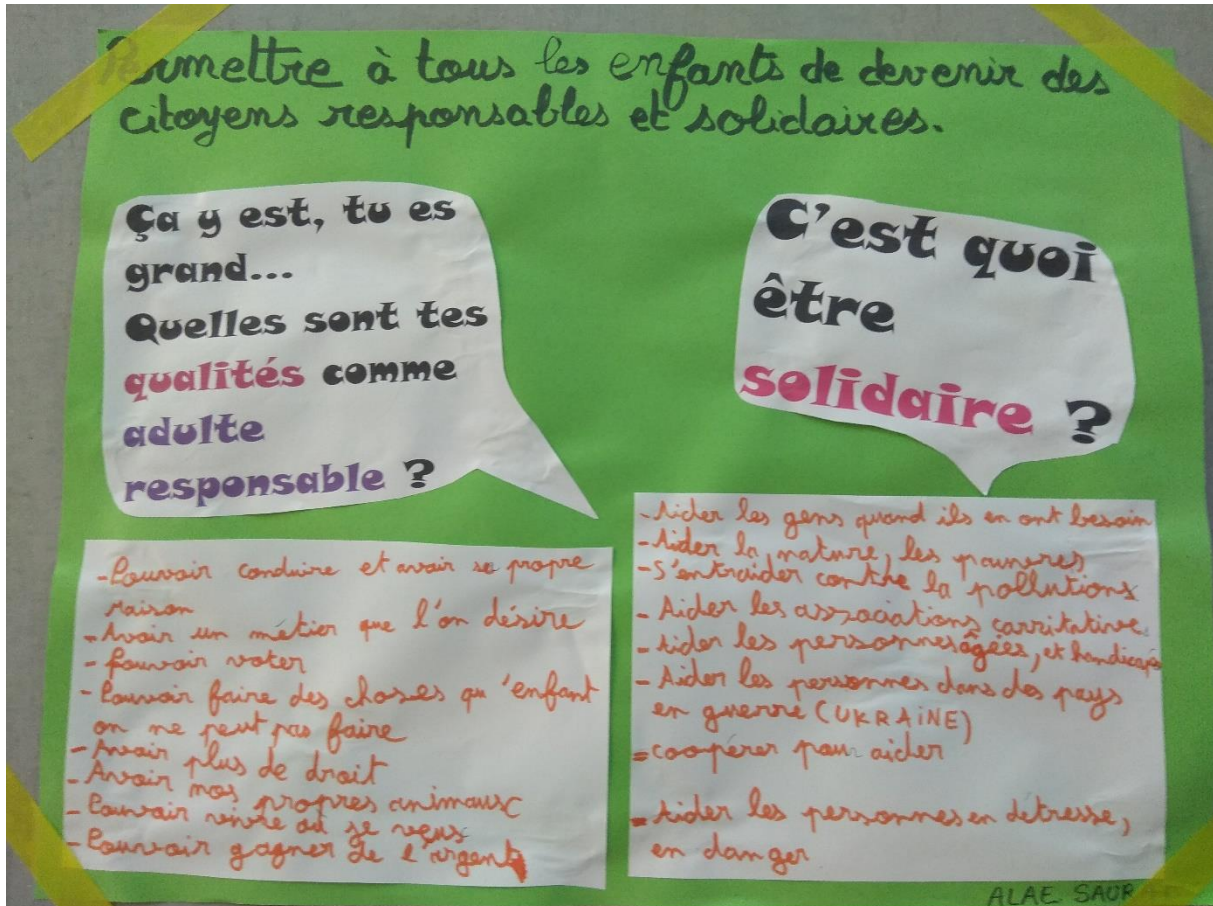 Permettre à tous les enfants de devenir des
citoyens responsables et solidaires.
Ça y est, tu es
grand...
Quelles sont tes
qualités comme
adulte
responsable ?
- Pouvoir conduire et avoir sa propre
maison
- Avoir un métier que l'on désire
- Pouvoir voter
- Pouvoir faire des choses qu'enfant
on ne peut pas faire
- Avoir plus de droit
- Avoir nos propres animaux
- Pouvoir vivre ou je veux
- Pouvoir gagner de l'argent
C'est quoi
être
solidaire ?
- Aider les gens quand ils en ont besoin
- Aider la nature, les pauvres
- S'entraider contre la pollutions
- Aider les associations carritative
- Aider les personnes âgées, et handicapé
- Aider les personnes dans des pays
en guerre (UKRAiNE)
- coopérer pour aider
- Aider les personnes en detresse,
en danger
ALAE